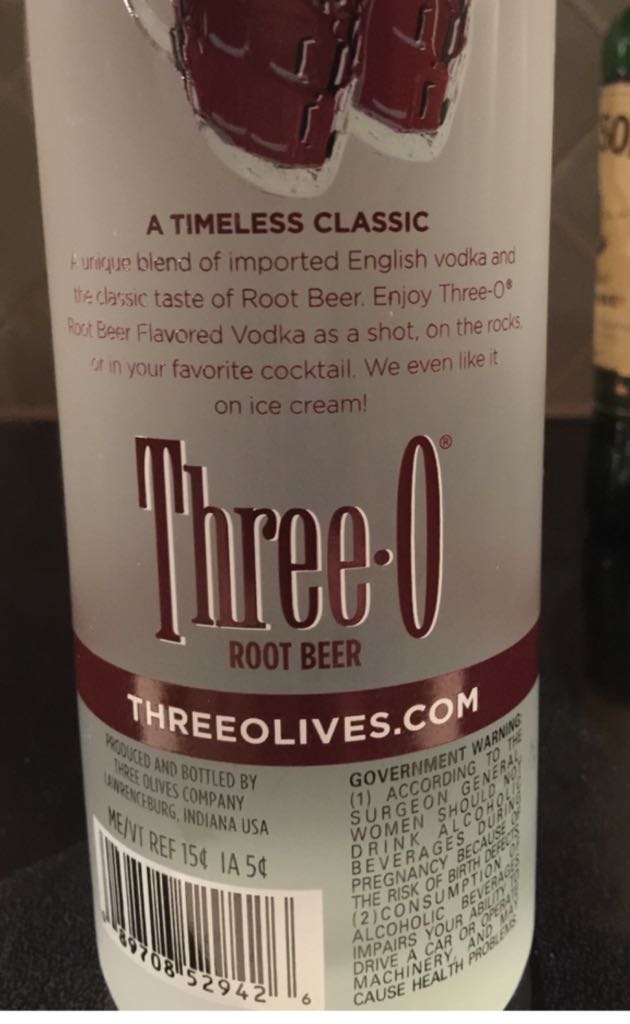 A TIMELESS CLASSIC
A unique blend of imported English vodka and
the classic taste of Root Beer. Enjoy Three-O®
Root Beer Flavored Vodka as a shot, on the rocks,
or in your favorite cocktail. We even like it
on ice cream!
Three·O®
ROOT BEER
THREEOLIVES.COM
PRODUCED AND BOTTLED BY
THREE OLIVES COMPANY
LAWRENCEBURG, INDIANA USA
ME/VT REF 15¢ IA 5¢
89708 52942 6
GOVERNMENT WARNING:
(1) ACCORDING TO THE
SURGEON GENERAL,
WOMEN SHOULD NOT
DRINK ALCOHOLIC
BEVERAGES DURING
PREGNANCY BECAUSE OF
THE RISK OF BIRTH DEFECTS.
(2) CONSUMPTION OF
ALCOHOLIC BEVERAGES
IMPAIRS YOUR ABILITY TO
DRIVE A CAR OR OPERATE
MACHINERY, AND MAY
CAUSE HEALTH PROBLEMS.